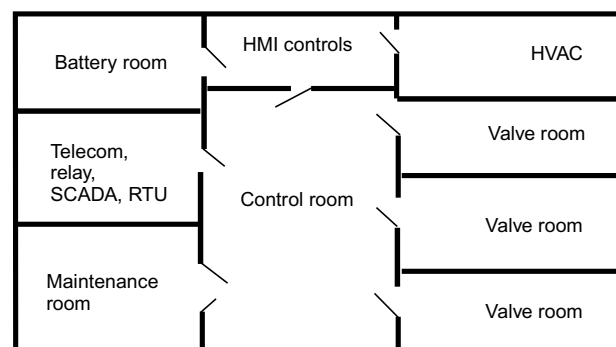 HMI controls
Battery room
HVAC
Valve room
Telecom,
relay,
SCADA, RTU
Control room
Valve room
Maintenance
room
Valve room